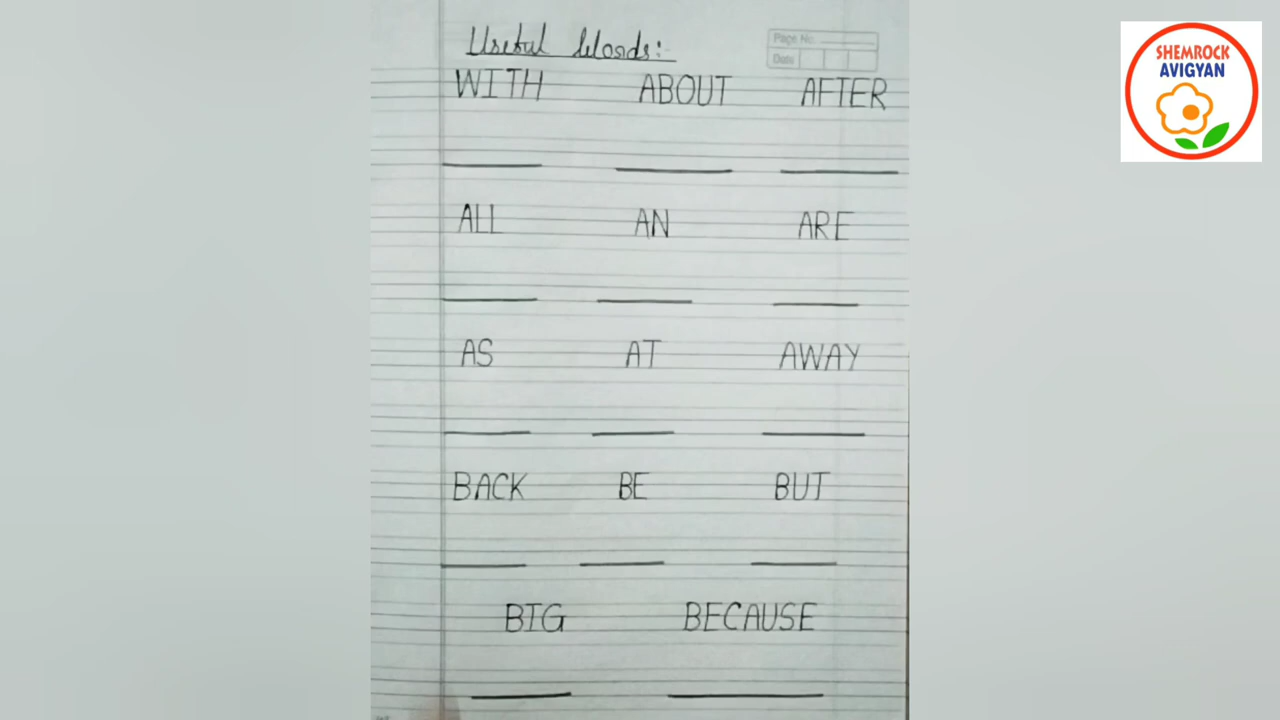 Useful Words:
Page No.
Date
WITH ABOUT AFTER
ALL AN ARE
AS AT AWAY
BACK BE BUT
BIG BECAUSE
SHEMROCK
AVIGYAN